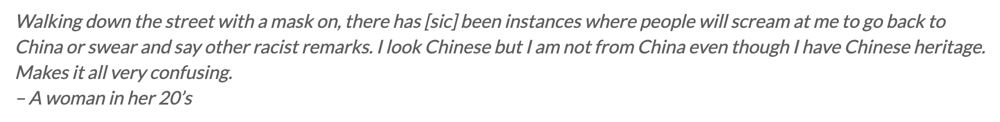 Walking down the street with a mask on, there has [sic] been instances where people will scream at me to go back to
China or swear and say other racist remarks. I look Chinese but I am not from China even though I have Chinese heritage.
Makes it all very confusing.
– A woman in her 20’s